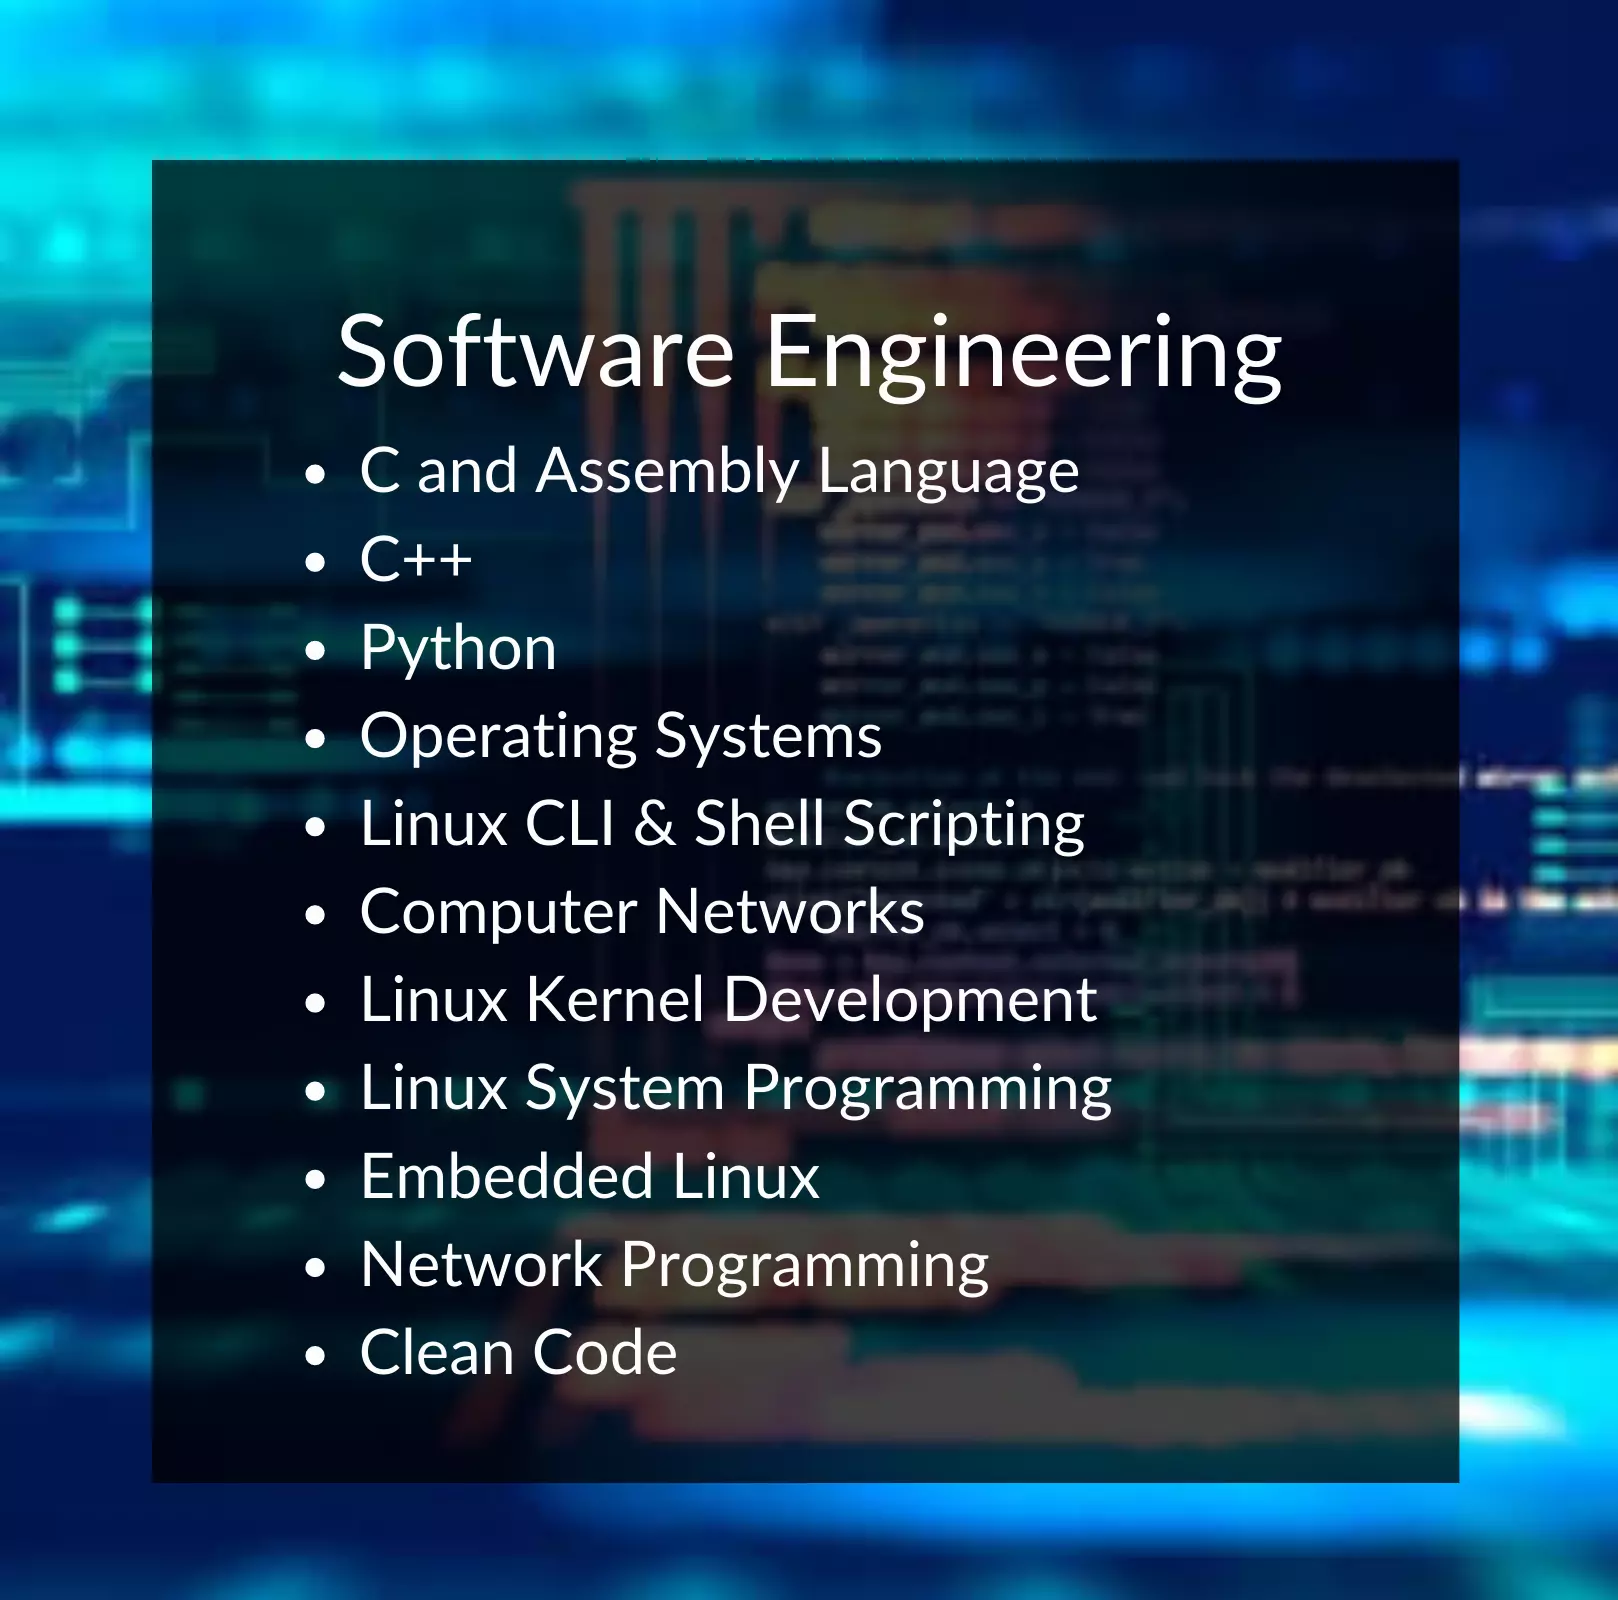 Software Engineering
• C and Assembly Language
• C++
• Python
• Operating Systems
• Linux CLI & Shell Scripting
• Computer Networks
• Linux Kernel Development
• Linux System Programming
• Embedded Linux
• Network Programming
• Clean Code